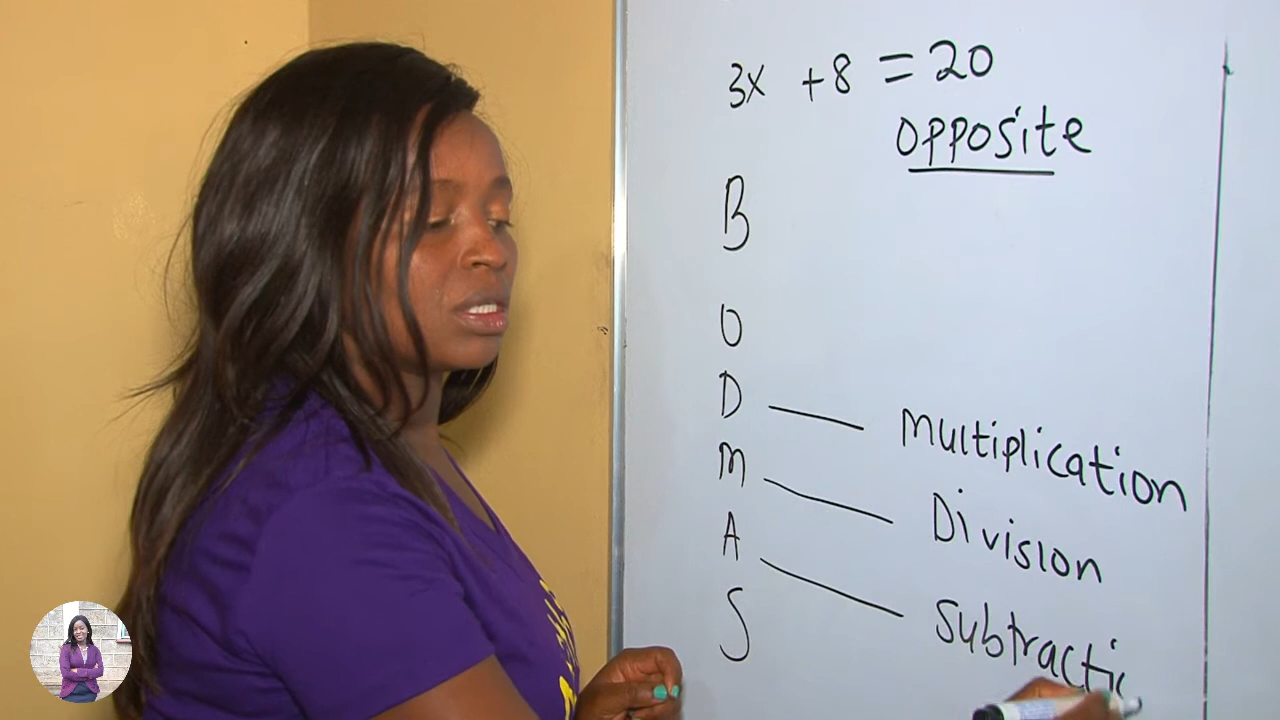 3x + 8 = 20
opposite
B
O
D — Multiplication
M — Division
A — Subtracti
S